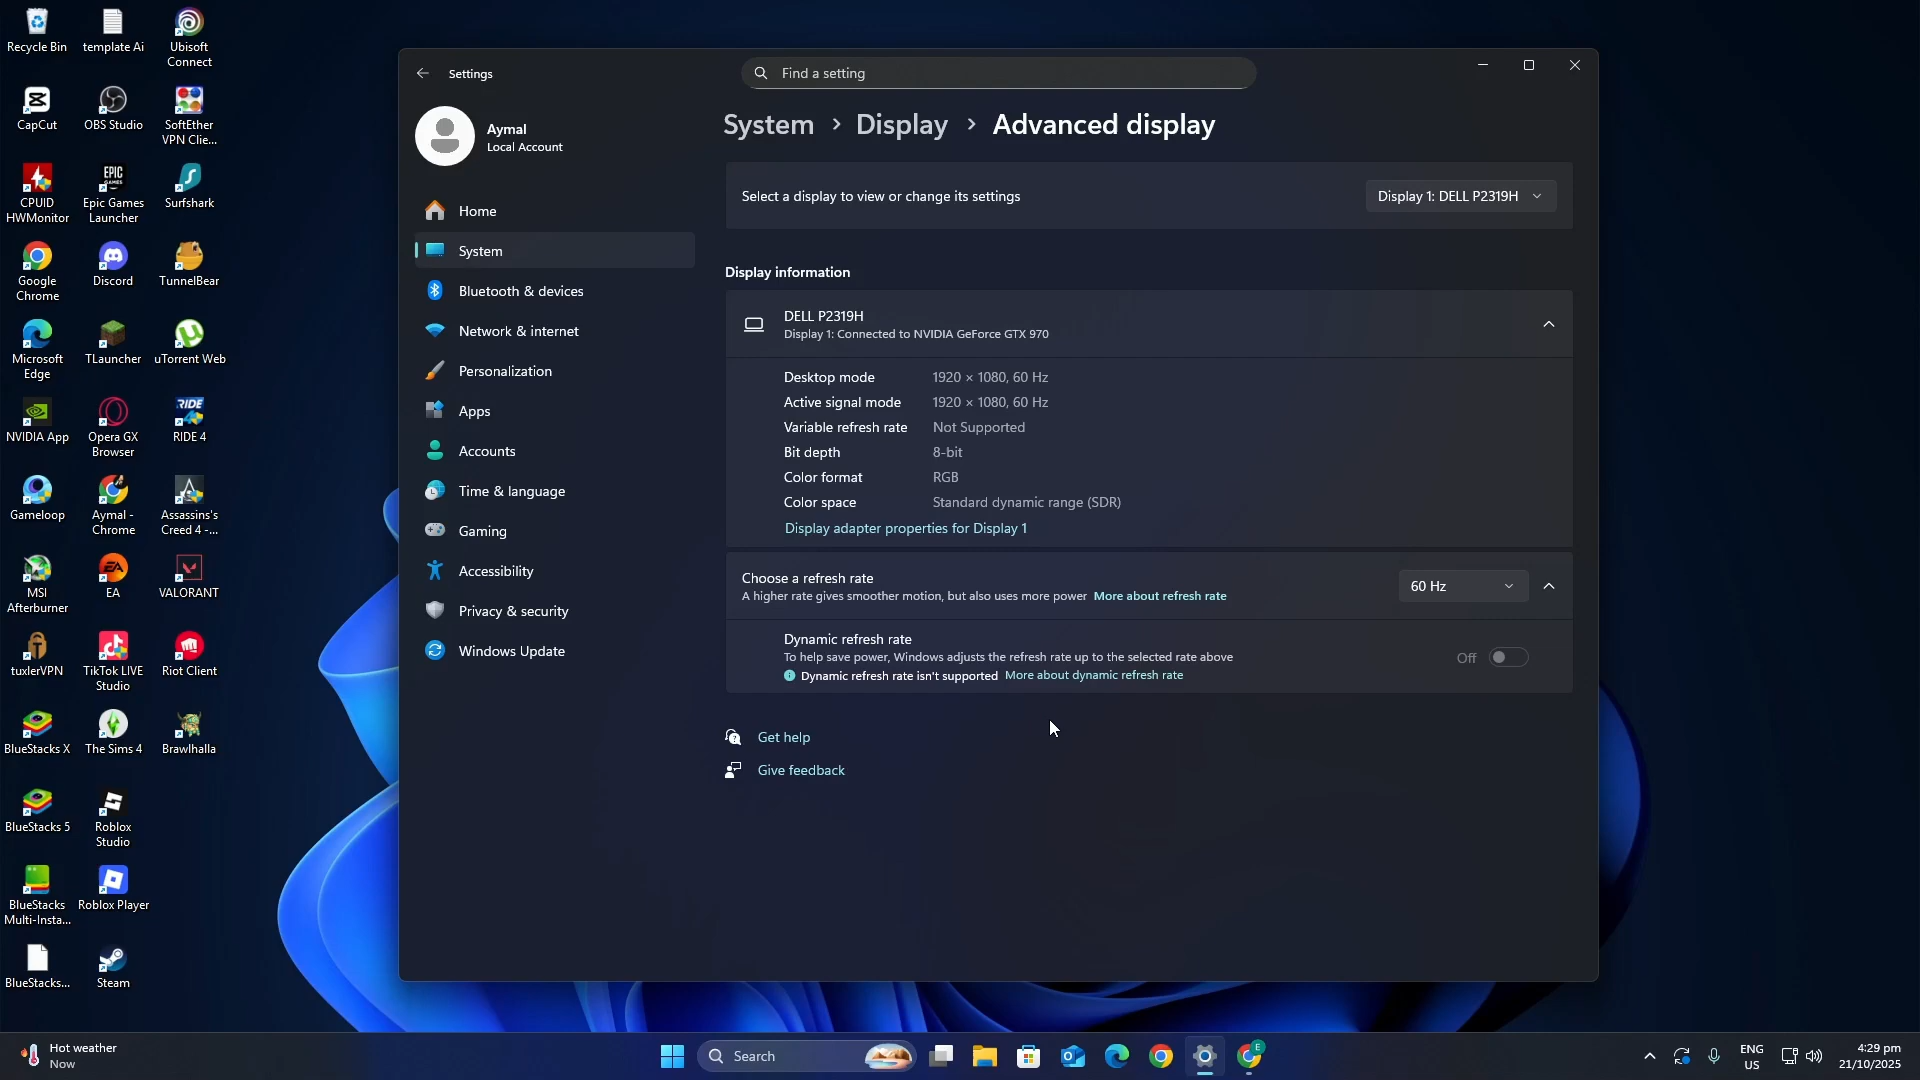 Recycle Bin
template Ai
Ubisoft
Connect
CapCut
OBS Studio
SoftEther
VPN Clie...
CPUID
HWMonitor
EPIC
GAMES
Epic Games
Launcher
Surfshark
Google
Chrome
Discord
TunnelBear
Microsoft
Edge
TLauncher
uTorrent Web
NVIDIA App
Opera GX
Browser
RIDE
4
RIDE 4
Gameloop
Aymal -
Chrome
Assassins's
Creed 4 -...
MSI
Afterburner
EA
EA
VALORANT
tuxlerVPN
TikTok LIVE
Studio
Riot Client
BlueStacks X
The Sims 4
Brawlhalla
BlueStacks 5
Roblox
Studio
BlueStacks
Multi-Insta...
Roblox Player
BlueStacks...
Steam
Settings
Find a setting
Aymal
Local Account
Home
System
Bluetooth & devices
Network & internet
Personalization
Apps
Accounts
Time & language
Gaming
Accessibility
Privacy & security
Windows Update
System > Display > Advanced display
Select a display to view or change its settings
Display 1: DELL P2319H
Display information
DELL P2319H
Display 1: Connected to NVIDIA GeForce GTX 970
Desktop mode 1920 × 1080, 60 Hz
Active signal mode 1920 × 1080, 60 Hz
Variable refresh rate Not Supported
Bit depth 8-bit
Color format RGB
Color space Standard dynamic range (SDR)
Display adapter properties for Display 1
Choose a refresh rate
A higher rate gives smoother motion, but also uses more power More about refresh rate
60 Hz
Dynamic refresh rate
To help save power, Windows adjusts the refresh rate up to the selected rate above
Dynamic refresh rate isn't supported More about dynamic refresh rate
Off
Get help
Give feedback
Hot weather
Now
Search
E
ENG
US
4:29 pm
21/10/2025